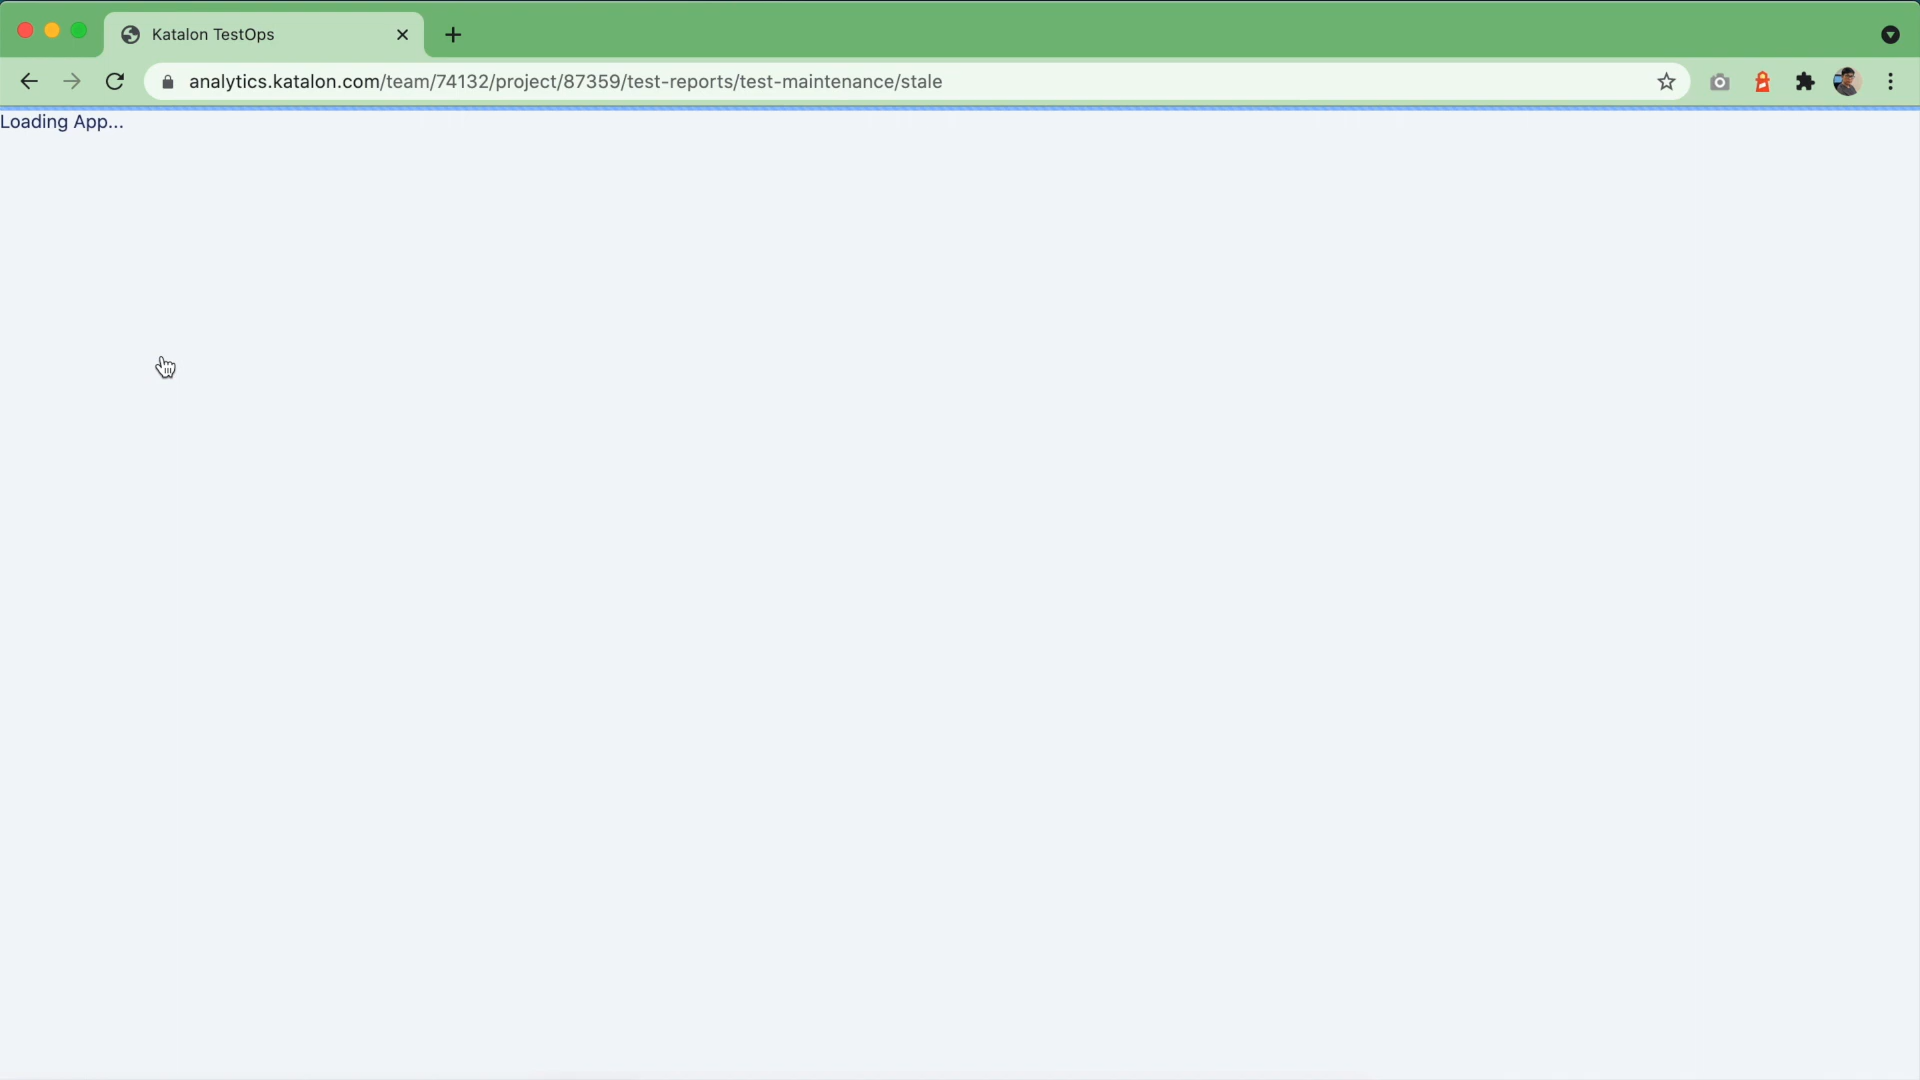 Katalon TestOps
analytics.katalon.com/team/74132/project/87359/test-reports/test-maintenance/stale
Loading App...